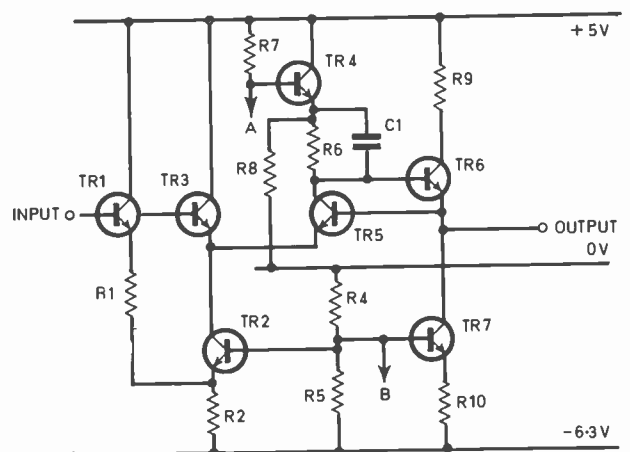 +5V
R7
TR4
R9
A
C1
R6
R8
TR1
TR3
TR6
INPUT
TR5
OUTPUT
0V
R1
R4
TR2
TR7
R5
B
R2
R10
-6·3V